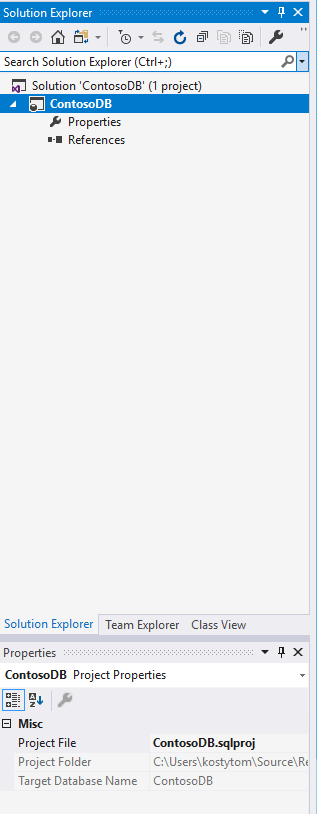 Solution Explorer
Search Solution Explorer (Ctrl+;)
Solution 'ContosoDB' (1 project)
ContosoDB
Properties
References
Solution Explorer Team Explorer Class View
Properties
ContosoDB Project Properties
Misc
Project File ContosoDB.sqlproj
Project Folder C:\Users\kostytom\Source\Re
Target Database Name ContosoDB